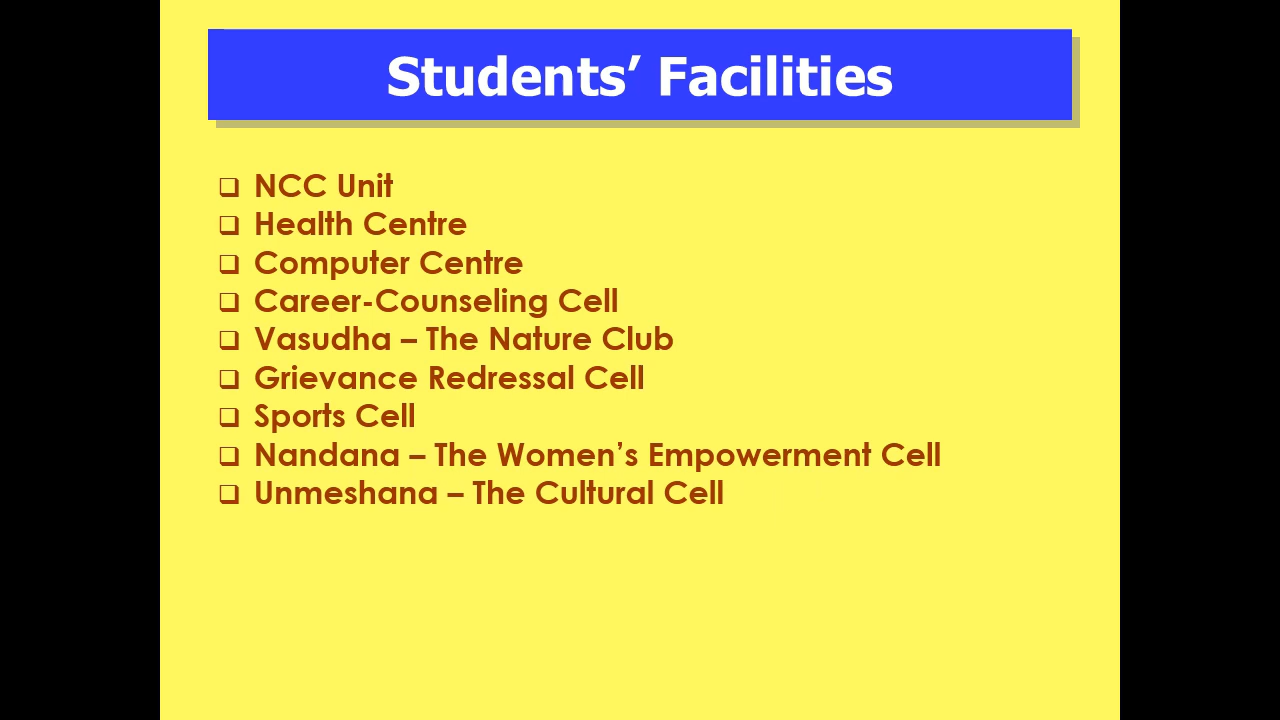 Students’ Facilities
❑ NCC Unit
❑ Health Centre
❑ Computer Centre
❑ Career-Counseling Cell
❑ Vasudha – The Nature Club
❑ Grievance Redressal Cell
❑ Sports Cell
❑ Nandana – The Women’s Empowerment Cell
❑ Unmeshana – The Cultural Cell